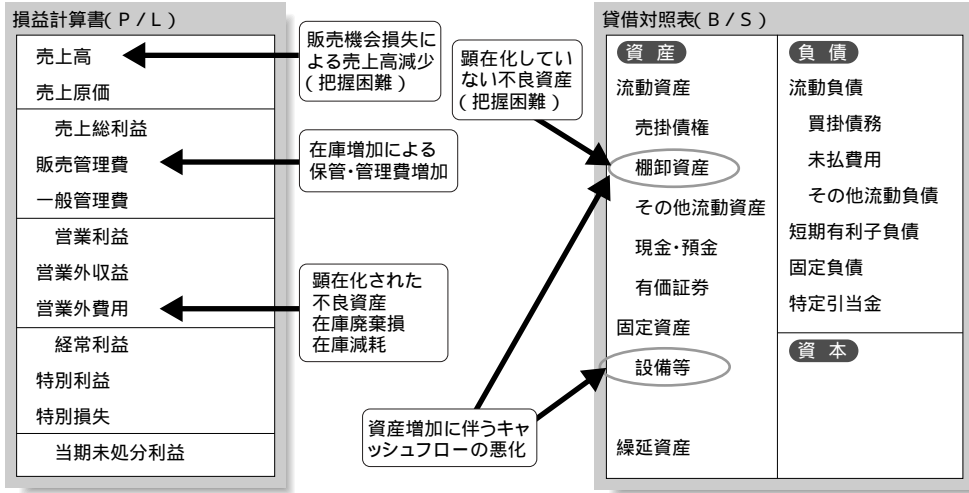 損益計算書(P/L)
売上高
売上原価
売上総利益
販売管理費
一般管理費
営業利益
営業外収益
営業外費用
経常利益
特別利益
特別損失
当期未処分利益
販売機会損失に
よる売上高減少
(把握困難)
在庫増加による
保管・管理費増加
顕在化された
不良資産
在庫廃棄損
在庫減耗
顕在化してい
ない不良資産
(把握困難)
資産増加に伴うキャ
ッシュフローの悪化
貸借対照表(B/S)
資産
流動資産
売掛債権
棚卸資産
その他流動資産
現金・預金
有価証券
固定資産
設備等
繰延資産
負債
流動負債
買掛債務
未払費用
その他流動負債
短期有利子負債
固定負債
特定引当金
資本